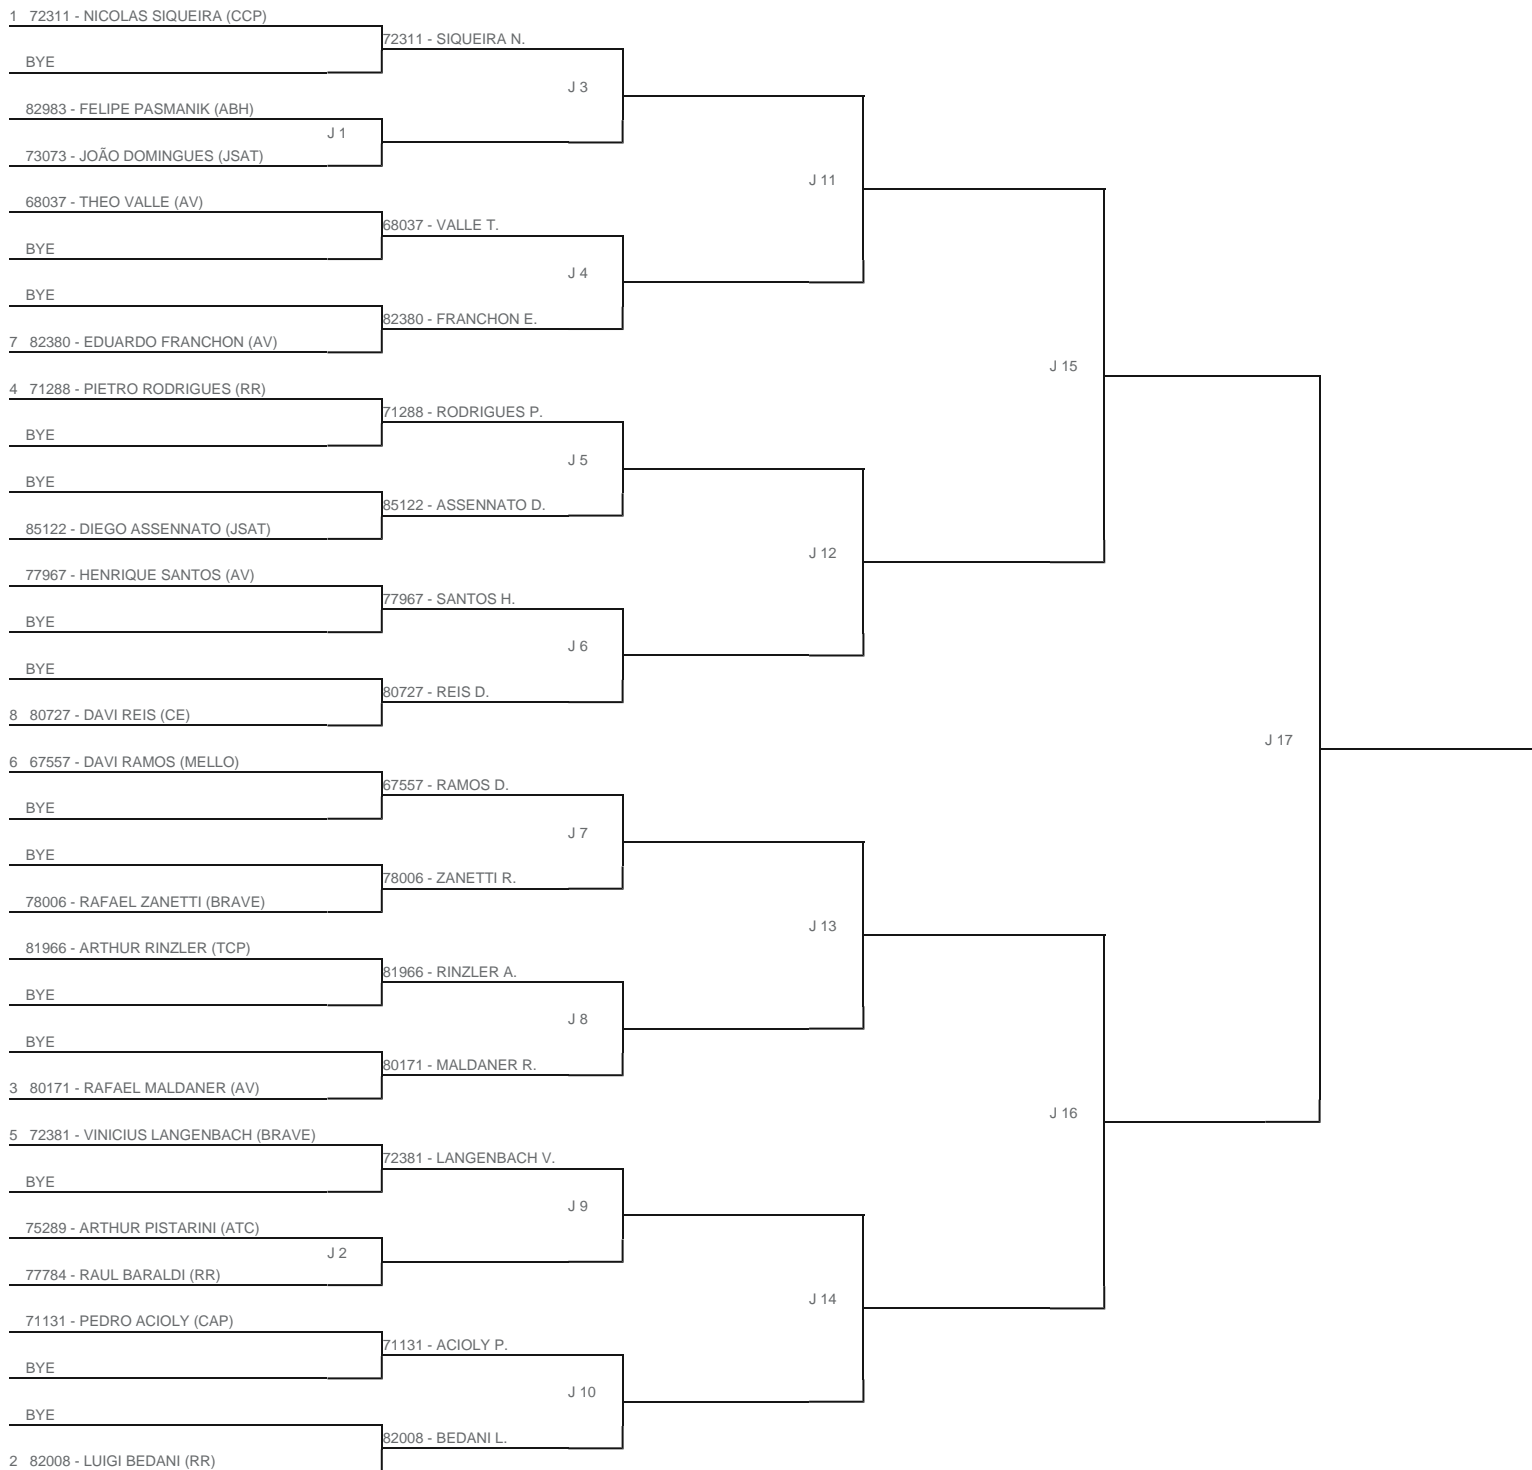 1 72311 - NICOLAS SIQUEIRA (CCP)
72311 - SIQUEIRA N.
BYE
J 3
82983 - FELIPE PASMANIK (ABH)
J 1
73073 - JOÃO DOMINGUES (JSAT)
J 11
68037 - THEO VALLE (AV)
68037 - VALLE T.
BYE
J 4
BYE
82380 - FRANCHON E.
7 82380 - EDUARDO FRANCHON (AV)
J 15
4 71288 - PIETRO RODRIGUES (RR)
71288 - RODRIGUES P.
BYE
J 5
BYE
85122 - ASSENNATO D.
85122 - DIEGO ASSENNATO (JSAT)
J 12
77967 - HENRIQUE SANTOS (AV)
77967 - SANTOS H.
BYE
J 6
BYE
80727 - REIS D.
8 80727 - DAVI REIS (CE)
J 17
6 67557 - DAVI RAMOS (MELLO)
67557 - RAMOS D.
BYE
J 7
BYE
78006 - ZANETTI R.
78006 - RAFAEL ZANETTI (BRAVE)
J 13
81966 - ARTHUR RINZLER (TCP)
81966 - RINZLER A.
BYE
J 8
BYE
80171 - MALDANER R.
3 80171 - RAFAEL MALDANER (AV)
J 16
5 72381 - VINICIUS LANGENBACH (BRAVE)
72381 - LANGENBACH V.
BYE
J 9
75289 - ARTHUR PISTARINI (ATC)
J 2
77784 - RAUL BARALDI (RR)
J 14
71131 - PEDRO ACIOLY (CAP)
71131 - ACIOLY P.
BYE
J 10
BYE
82008 - BEDANI L.
2 82008 - LUIGI BEDANI (RR)